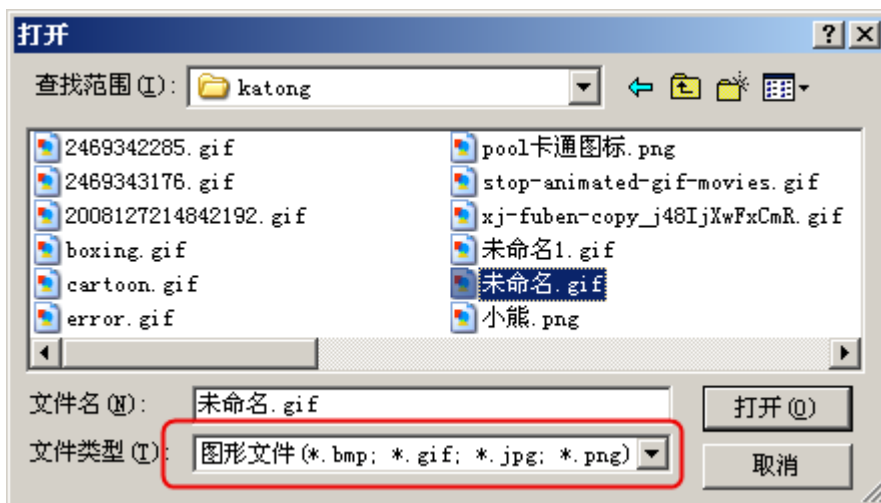 打开
查找范围(I): katong
2469342285.gif
2469343176.gif
2008127214842192.gif
boxing.gif
cartoon.gif
error.gif
pool卡通图标.png
stop-animated-gif-movies.gif
xj-fuben-copy_j48IjXwFxCmR.gif
未命名1.gif
未命名.gif
小熊.png
文件名(N): 未命名.gif
打开(O)
文件类型(T): 图形文件(*.bmp; *.gif; *.jpg; *.png)
取消